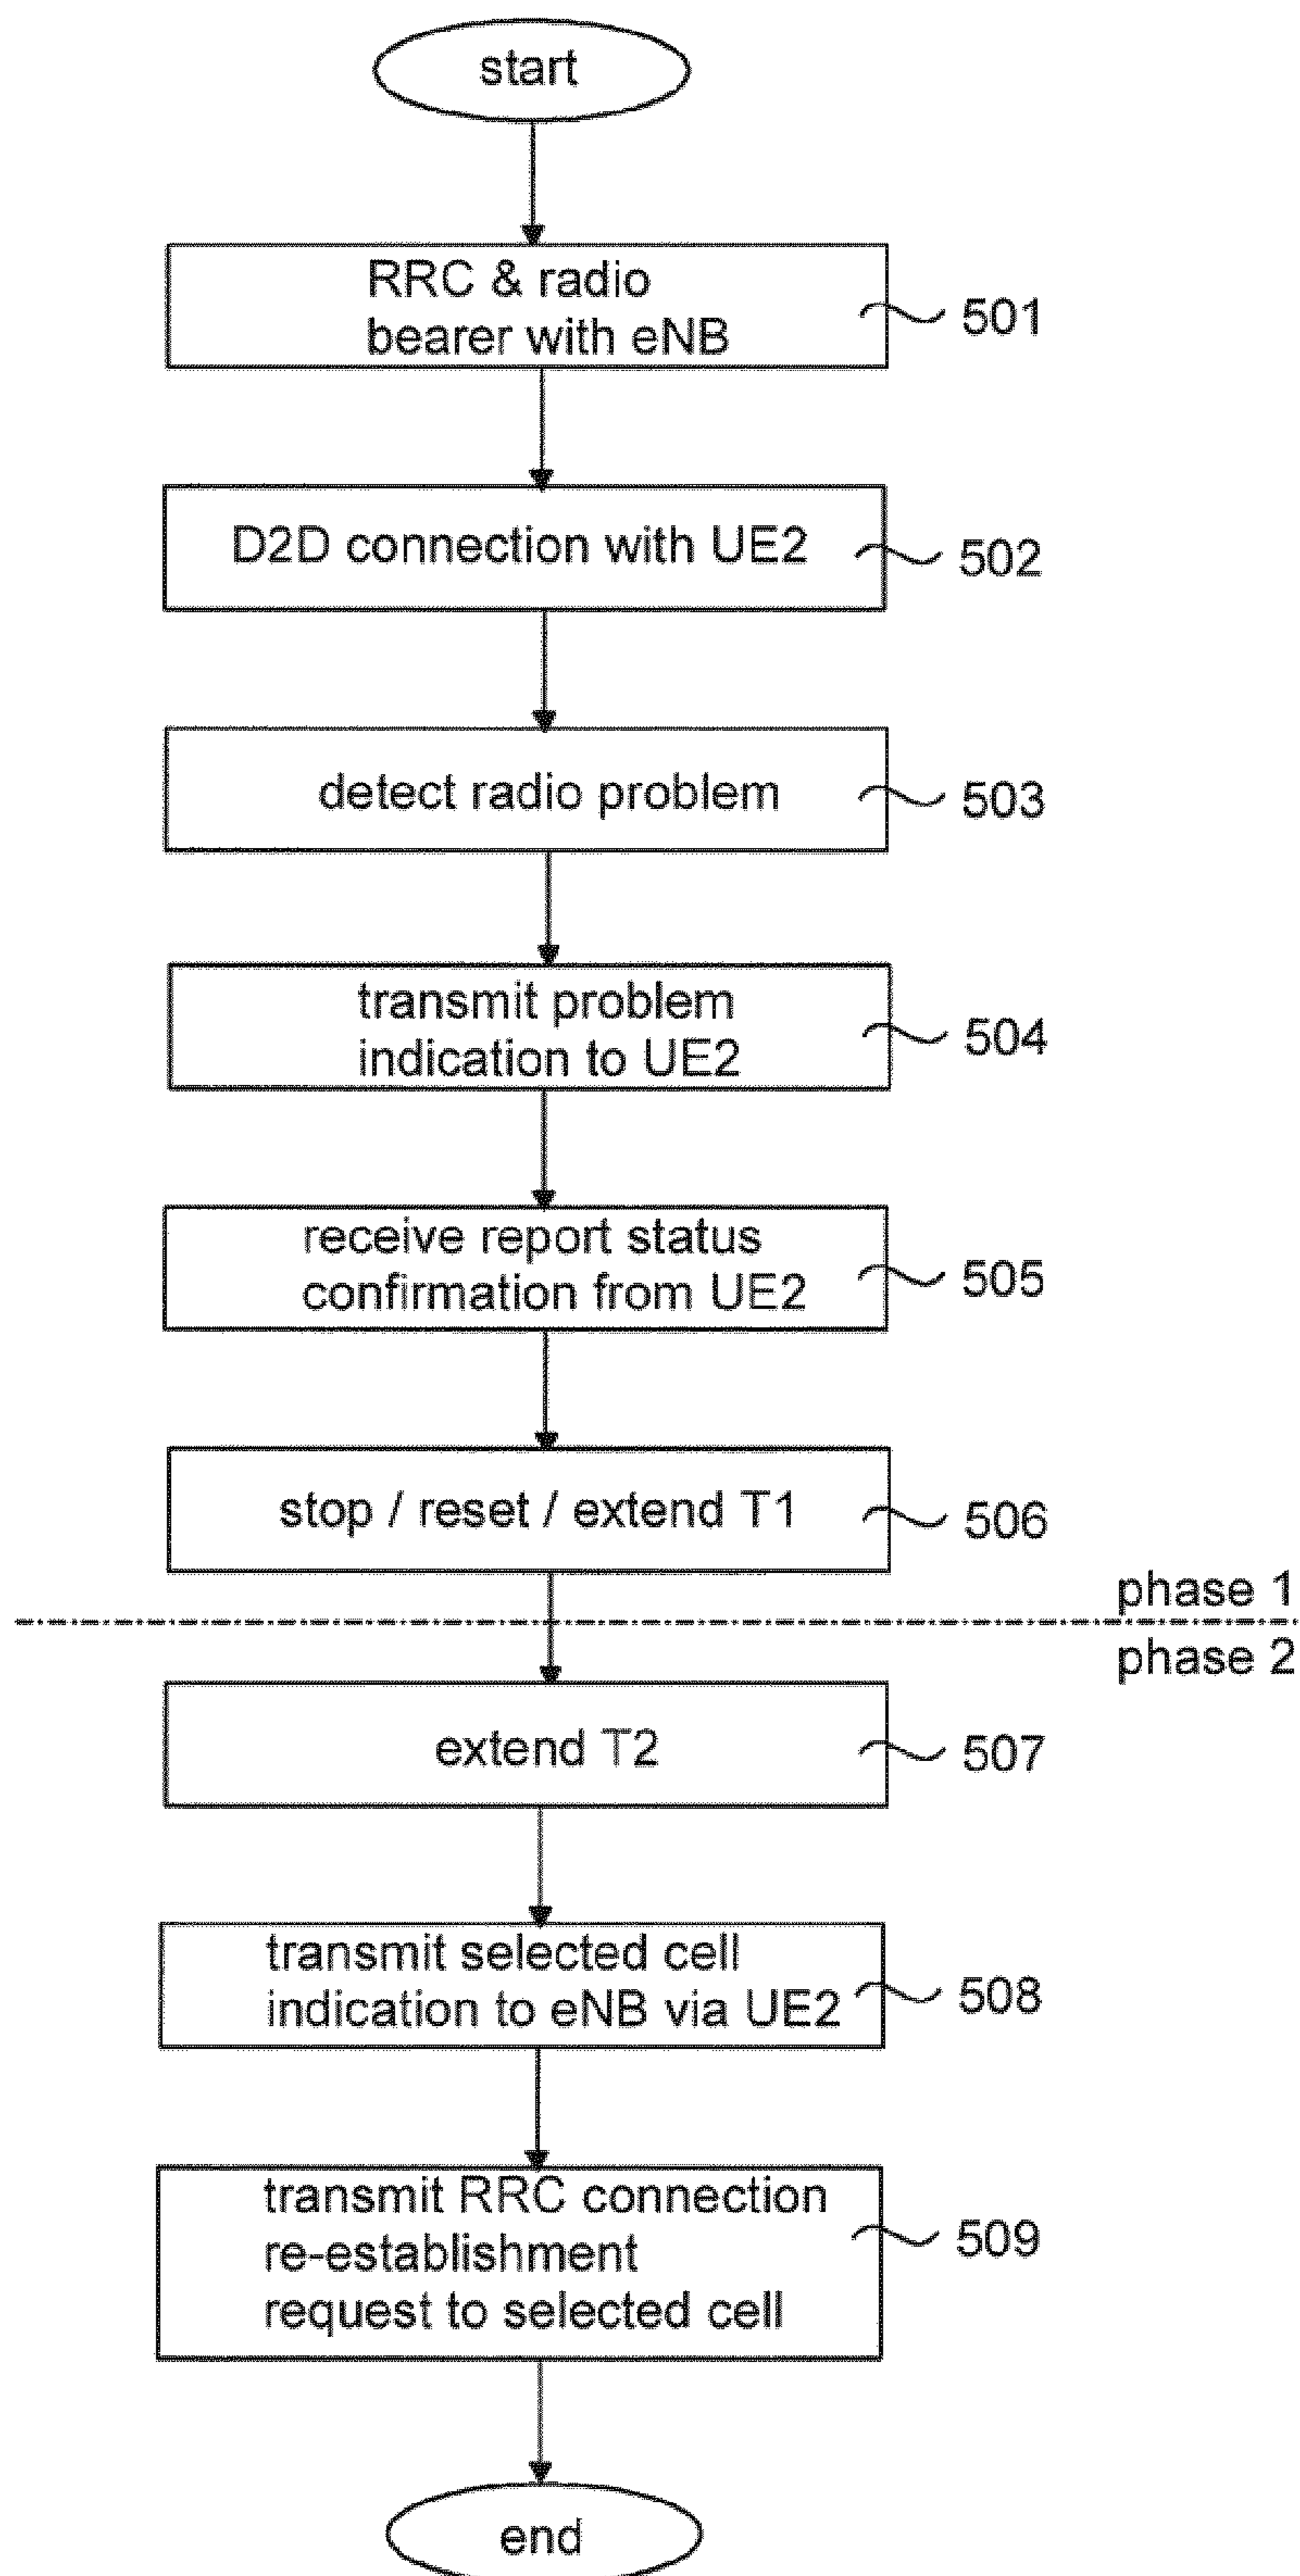 start
RRC & radio
bearer with eNB
501
D2D connection with UE2
502
detect radio problem
503
transmit problem
indication to UE2
504
receive report status
confirmation from UE2
505
stop / reset / extend T1
506
phase 1
phase 2
extend T2
507
transmit selected cell
indication to eNB via UE2
508
transmit RRC connection
re-establishment
request to selected cell
509
end